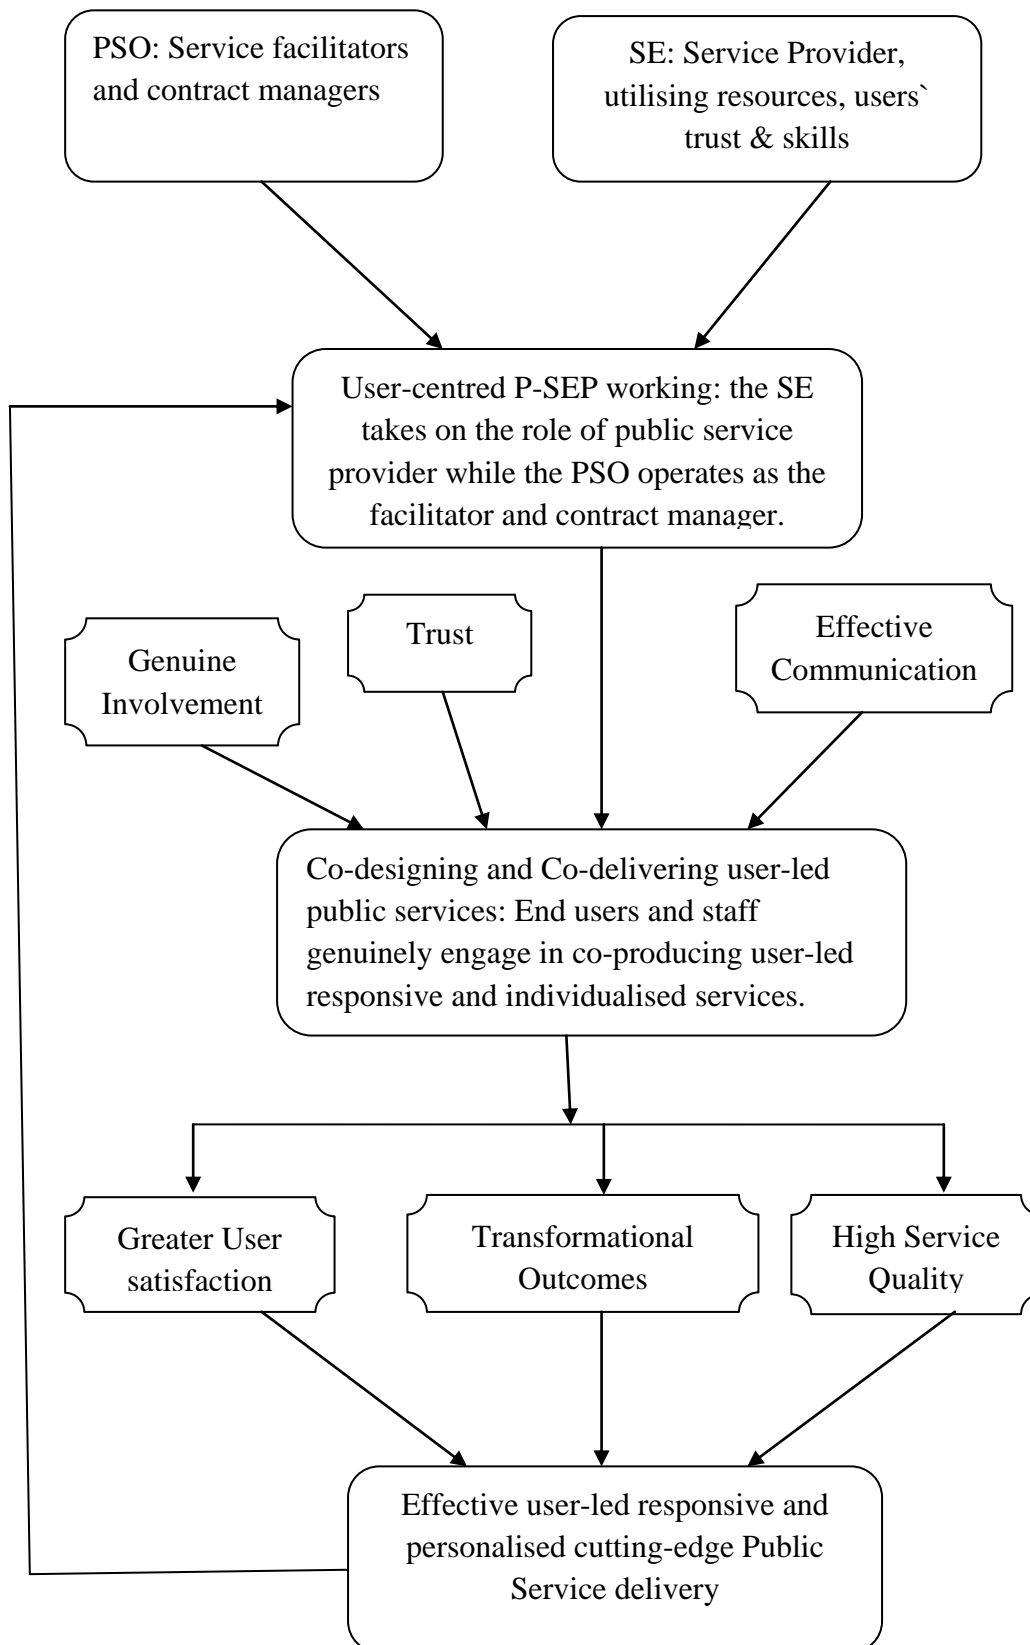 PSO: Service facilitators
and contract managers
SE: Service Provider,
utilising resources, users`
trust & skills
User-centred P-SEP working: the SE
takes on the role of public service
provider while the PSO operates as the
facilitator and contract manager.
Genuine
Involvement
Trust
Effective
Communication
Co-designing and Co-delivering user-led
public services: End users and staff
genuinely engage in co-producing user-led
responsive and individualised services.
Greater User
satisfaction
Transformational
Outcomes
High Service
Quality
Effective user-led responsive and
personalised cutting-edge Public
Service delivery